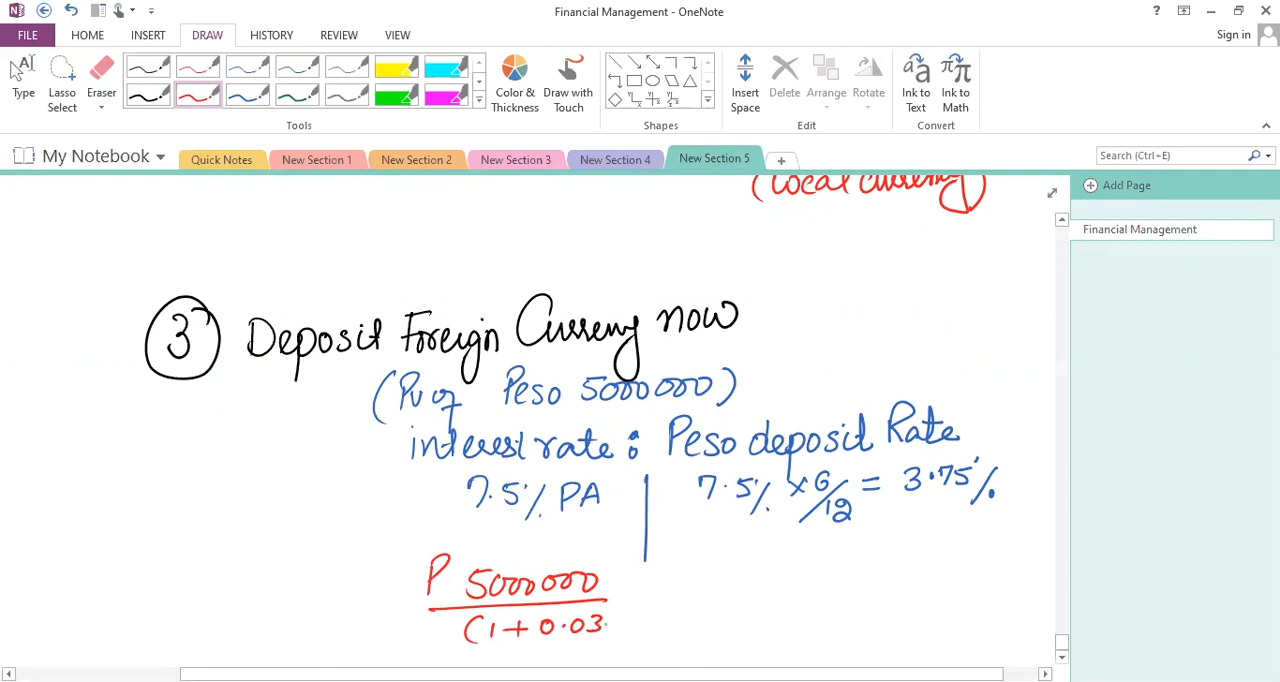 Financial Management - OneNote
?
FILE HOME INSERT DRAW HISTORY REVIEW VIEW
Sign in
Type
Lasso Select
Eraser
Color & Thickness
Draw with Touch
Insert Space
Delete
Arrange
Rotate
Ink to Text
Ink to Math
Tools
Shapes
Edit
Convert
My Notebook
Quick Notes
New Section 1
New Section 2
New Section 3
New Section 4
New Section 5
Search (Ctrl+E)
Add Page
Financial Management
(Local currency)
3 Deposit Foreign Currency now
(Pv of Peso 5000000)
interest rate : Peso deposit Rate
7.5% PA | 7.5% x 6/12 = 3.75%
P 5000000
(1 + 0.03